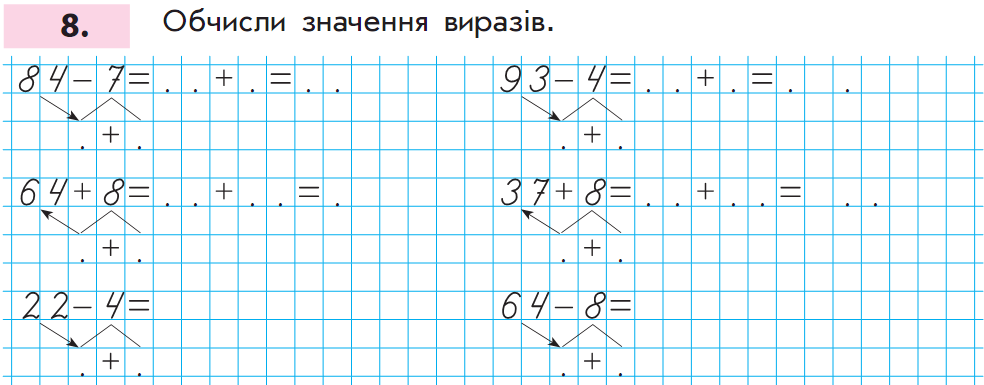 8. Обчисли значення виразів.
84 − 7 = . . + . = . .
. + .
93 − 4 = . . + . = . .
. + .
64 + 8 = . . + . . = .
. + .
37 + 8 = . . + . . = . .
. + .
22 − 4 =
. + .
64 − 8 =
. + .